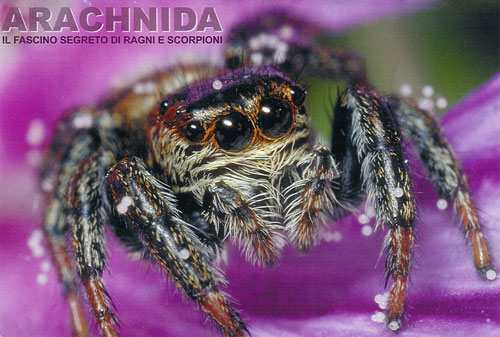 ARACHNIDA
IL FASCINO SEGRETO DI RAGNI E SCORPIONI